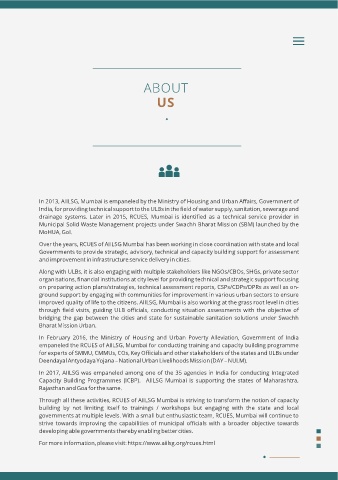 ABOUT
US
In 2013, AIILSG, Mumbai is empaneled by the Ministry of Housing and Urban Affairs, Government of
India, for providing technical support to the ULBs in the field of water supply, sanitation, sewerage and
drainage systems. Later in 2015, RCUES, Mumbai is identified as a technical service provider in
Municipal Solid Waste Management projects under Swachh Bharat Mission (SBM) launched by the
MoHUA, GoI.
Over the years, RCUES of AIILSG Mumbai has been working in close coordination with state and local
Governments to provide strategic, advisory, technical and capacity building support for assessment
and improvement in infrastructure service delivery in cities.
Along with ULBs, it is also engaging with multiple stakeholders like NGOs/CBOs, SHGs, private sector
organisations, financial institutions at city level for providing technical and strategic support focusing
on preparing action plans/strategies, technical assessment reports, CSPs/CDPs/DPRs as well as on-
ground support by engaging with communities for improvement in various urban sectors to ensure
improved quality of life to the citizens. AIILSG, Mumbai is also working at the grass root level in cities
through field visits, guiding ULB officials, conducting situation assessments with the objective of
bridging the gap between the cities and state for sustainable sanitation solutions under Swachh
Bharat Mission Urban.
In February 2016, the Ministry of Housing and Urban Poverty Alleviation, Government of India
empaneled the RCUES of AIILSG, Mumbai for conducting training and capacity building programme
for experts of SMMU, CMMUs, COs, Key Officials and other stakeholders of the states and ULBs under
Deendayal Antyodaya Yojana - National Urban Livelihoods Mission (DAY - NULM).
In 2017, AIILSG was empaneled among one of the 35 agencies in India for conducting Integrated
Capacity Building Programmes (ICBP). AIILSG Mumbai is supporting the states of Maharashtra,
Rajasthan and Goa for the same.
Through all these activities, RCUES of AIILSG Mumbai is striving to transform the notion of capacity
building by not limiting itself to trainings / workshops but engaging with the state and local
governments at multiple levels. With a small but enthusiastic team, RCUES, Mumbai will continue to
strive towards improving the capabilities of municipal officials with a broader objective towards
developing able governments thereby enabling better cities.
For more information, please visit: https://www.aiilsg.org/rcues.html